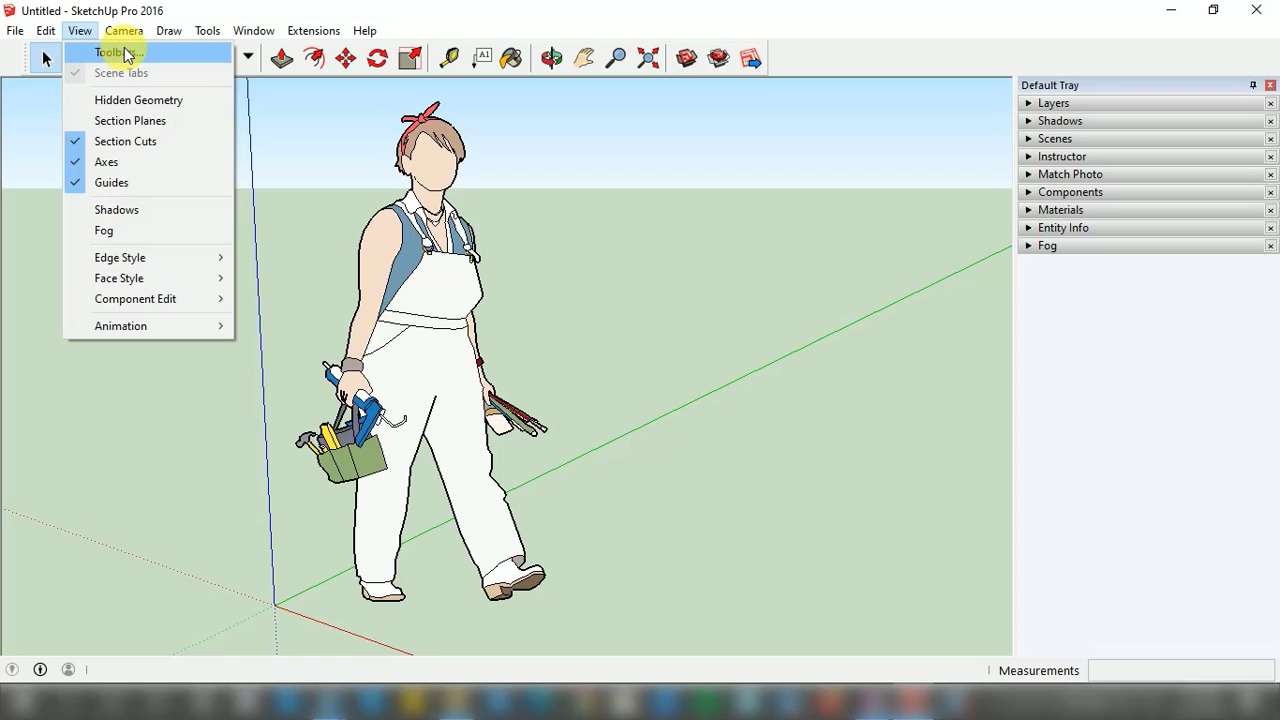 Untitled - SketchUp Pro 2016
File Edit View Camera Draw Tools Window Extensions Help
Toolbars...
Scene Tabs
Hidden Geometry
Section Planes
Section Cuts
Axes
Guides
Shadows
Fog
Edge Style
Face Style
Component Edit
Animation
A1
Default Tray
Layers
Shadows
Scenes
Instructor
Match Photo
Components
Materials
Entity Info
Fog
Measurements